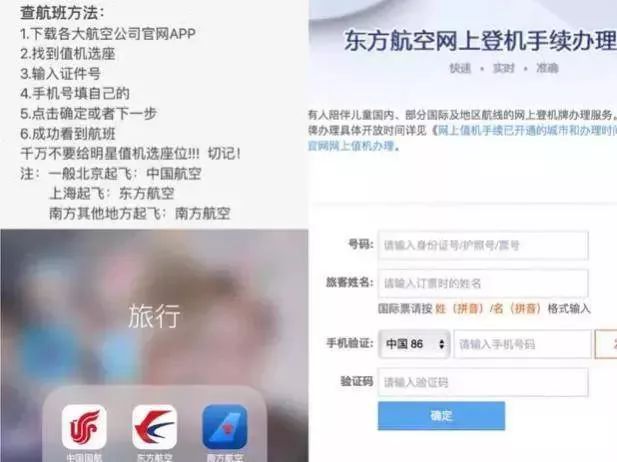 查航班方法：
1.下载各大航空公司官网APP
2.找到值机选座
3.输入证件号
4.手机号填自己的
5.点击确定或者下一步
6.成功看到航班
千万不要给明星值机选座位!!! 切记!
注： 一般北京起飞：中国航空
上海起飞：东方航空
南方其他地方起飞：南方航空
旅行
中国国航
东方航空
南方航空
东方航空网上登机手续办理
快速 · 实时 · 准确
有人陪伴儿童国内、部分国际及地区航线的网上登机牌办理服务。
牌办理具体开放时间详见《网上值机手续已开通的城市和办理时间
官网网上值机办理。
号码: 请输入身份证号/护照号/票号
旅客姓名: 请输入订票时的姓名
国际票请按 姓（拼音）/名（拼音）格式输入
手机验证: 中国 86 请输入手机号码
验证码 请输入验证码
确定